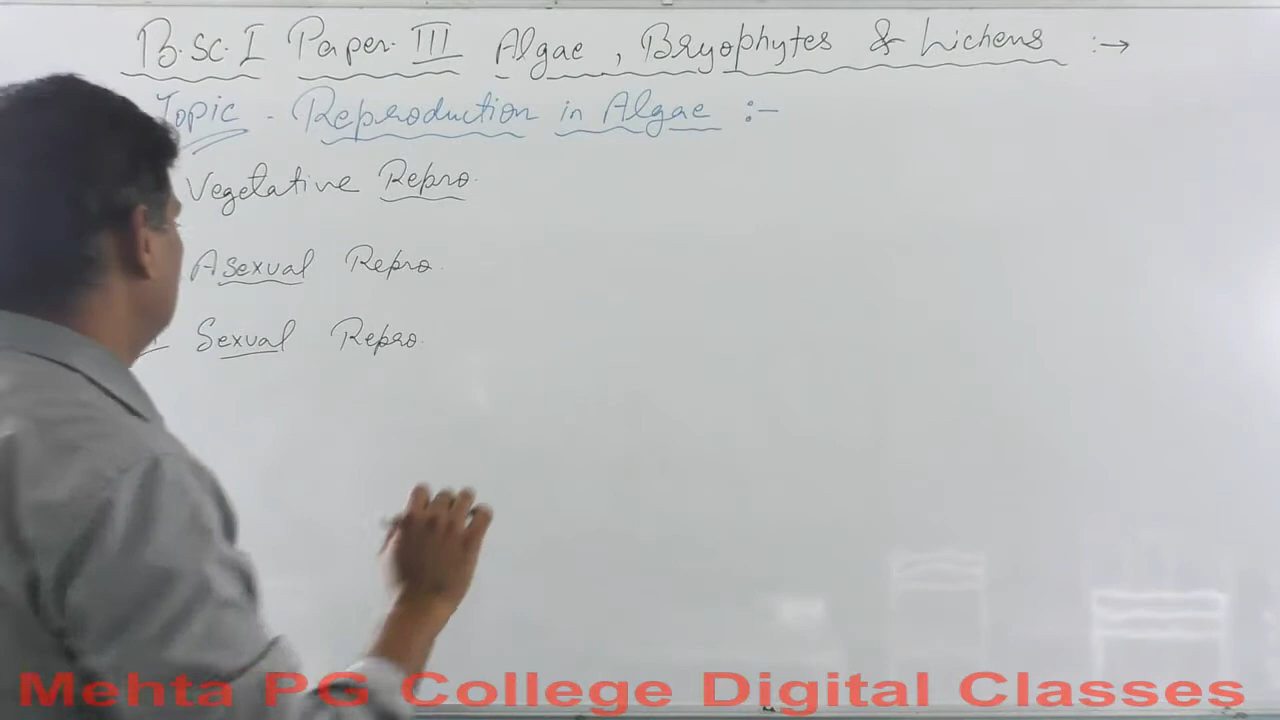 B.Sc. I Paper. III Algae, Bryophytes & Lichens :→
Topic - Reproduction in Algae :-
Vegetative Repro.
Asexual Repro.
Sexual Repro.
Mehta PG College Digital Classes